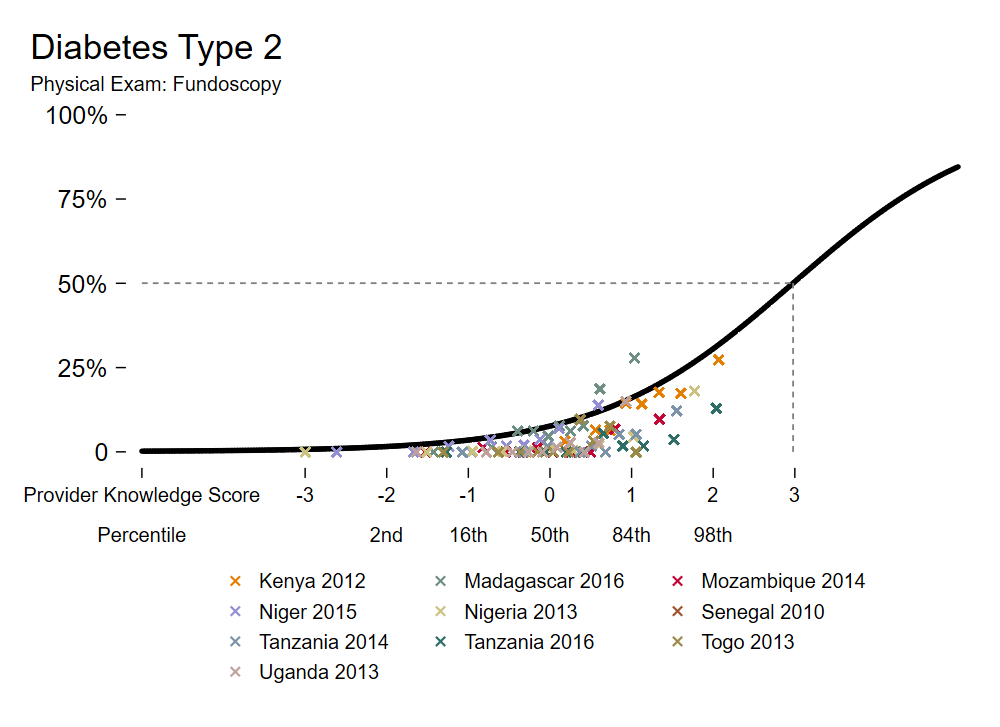 Diabetes Type 2
Physical Exam: Fundoscopy
100%
75%
50%
25%
0
Provider Knowledge Score -3 -2 -1 0 1 2 3
Percentile 2nd 16th 50th 84th 98th
Kenya 2012 Madagascar 2016 Mozambique 2014
Niger 2015 Nigeria 2013 Senegal 2010
Tanzania 2014 Tanzania 2016 Togo 2013
Uganda 2013